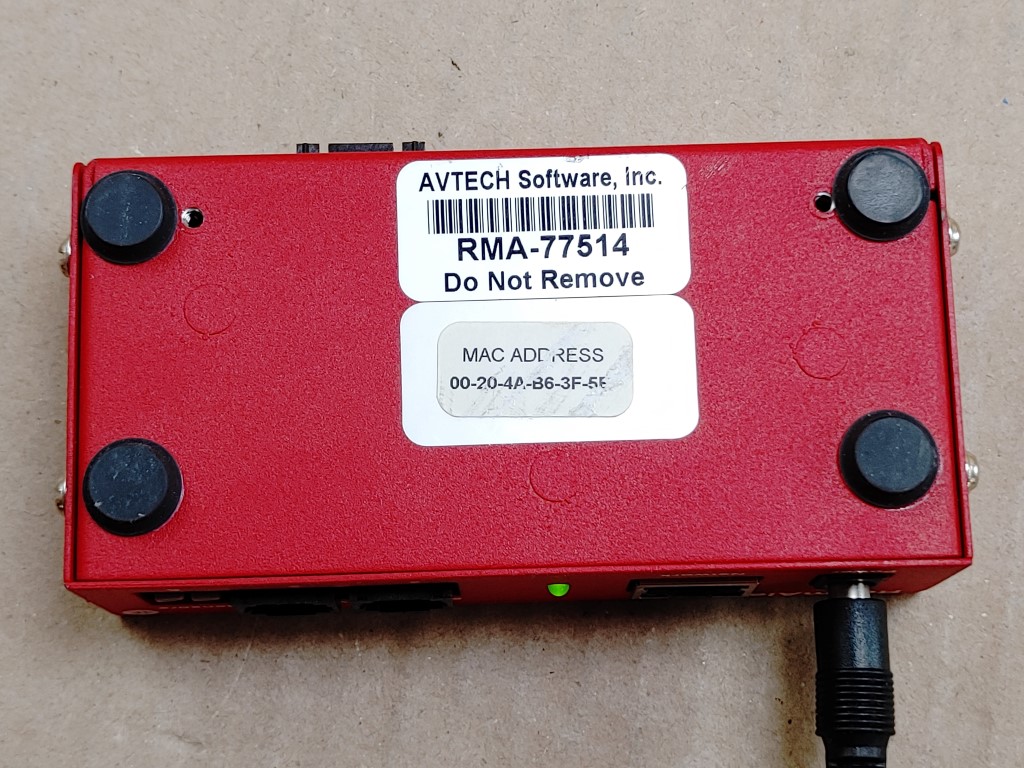 AVTECH Software, Inc.
RMA-77514
Do Not Remove
MAC ADDRESS